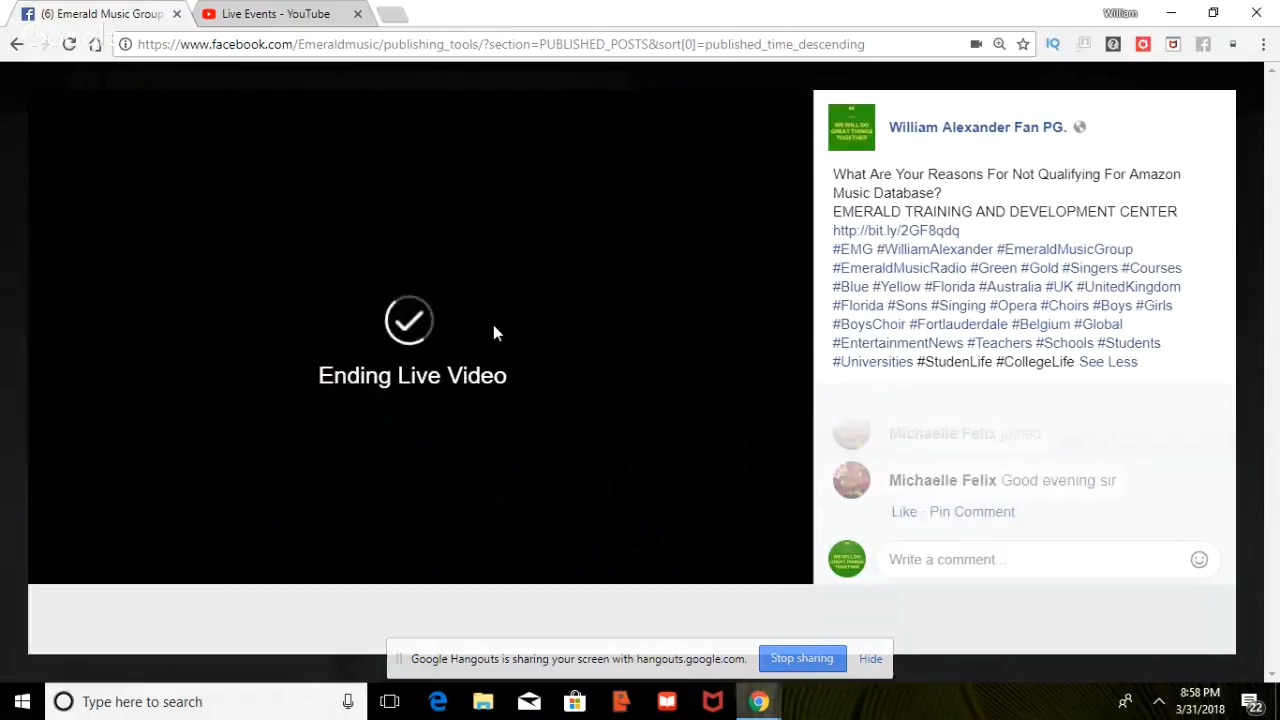 (6) Emerald Music Group
Live Events - YouTube
William
https://www.facebook.com/Emeraldmusic/publishing_tools/?section=PUBLISHED_POSTS&sort[0]=published_time_descending
William Alexander Fan PG.
WE WILL DO
GREAT THINGS
TOGETHER
What Are Your Reasons For Not Qualifying For Amazon
Music Database?
EMERALD TRAINING AND DEVELOPMENT CENTER
http://bit.ly/2GF8qdq
#EMG #WilliamAlexander #EmeraldMusicGroup
#EmeraldMusicRadio #Green #Gold #Singers #Courses
#Blue #Yellow #Florida #Australia #UK #UnitedKingdom
#Florida #Sons #Singing #Opera #Choirs #Boys #Girls
#BoysChoir #Fortlauderdale #Belgium #Global
#EntertainmentNews #Teachers #Schools #Students
#Universities #StudenLife #CollegeLife See Less
Ending Live Video
Michaelle Felix joined.
Michaelle Felix Good evening sir
Like · Pin Comment
Write a comment...
Google Hangouts is sharing your screen with hangouts.google.com.
Stop sharing
Hide
Type here to search
8:58 PM
3/31/2018
22